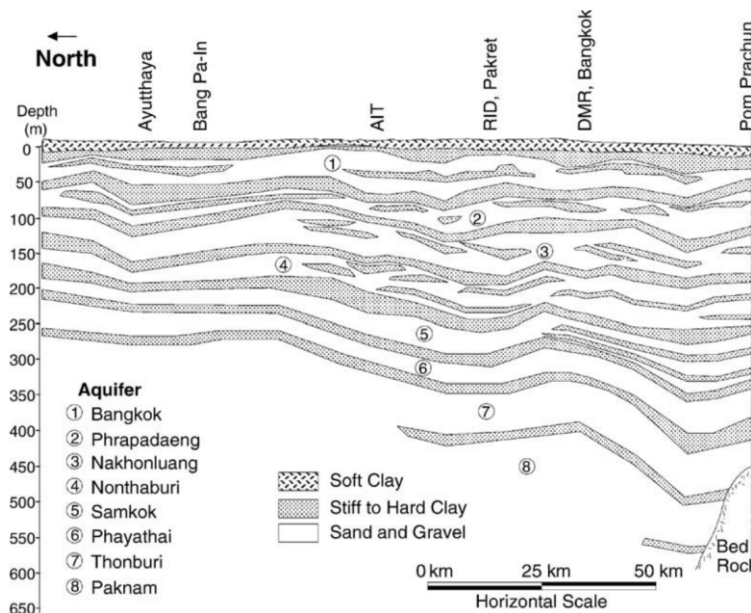 North
Ayutthaya
Bang Pa-In
AIT
RID, Pakret
DMR, Bangkok
Pom Prachun
Depth
(m)
0
50
100
150
200
250
300
350
400
450
500
550
600
650
①
②
③
④
⑤
⑥
⑦
⑧
Aquifer
① Bangkok
② Phrapadaeng
③ Nakhonluang
④ Nonthaburi
⑤ Samkok
⑥ Phayathai
⑦ Thonburi
⑧ Paknam
Soft Clay
Stiff to Hard Clay
Sand and Gravel
Bed
Rock
0 km 25 km 50 km
Horizontal Scale